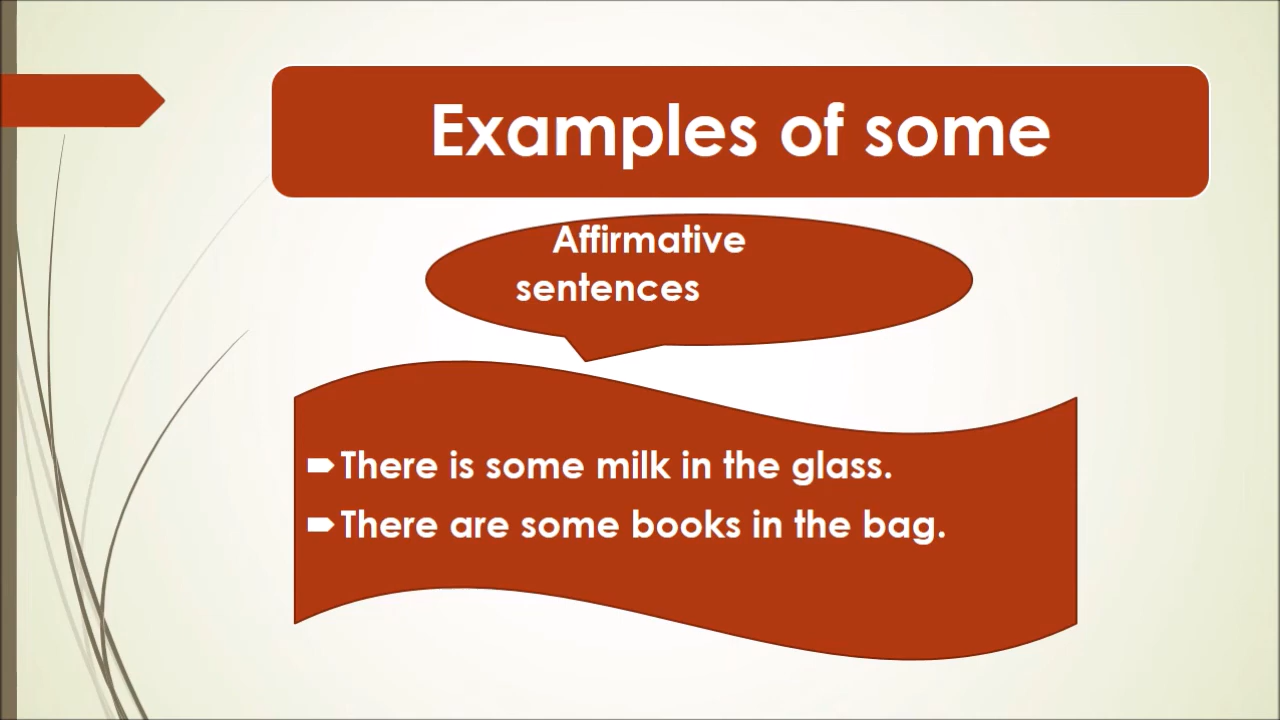 Examples of some
Affirmative
sentences
There is some milk in the glass.
There are some books in the bag.